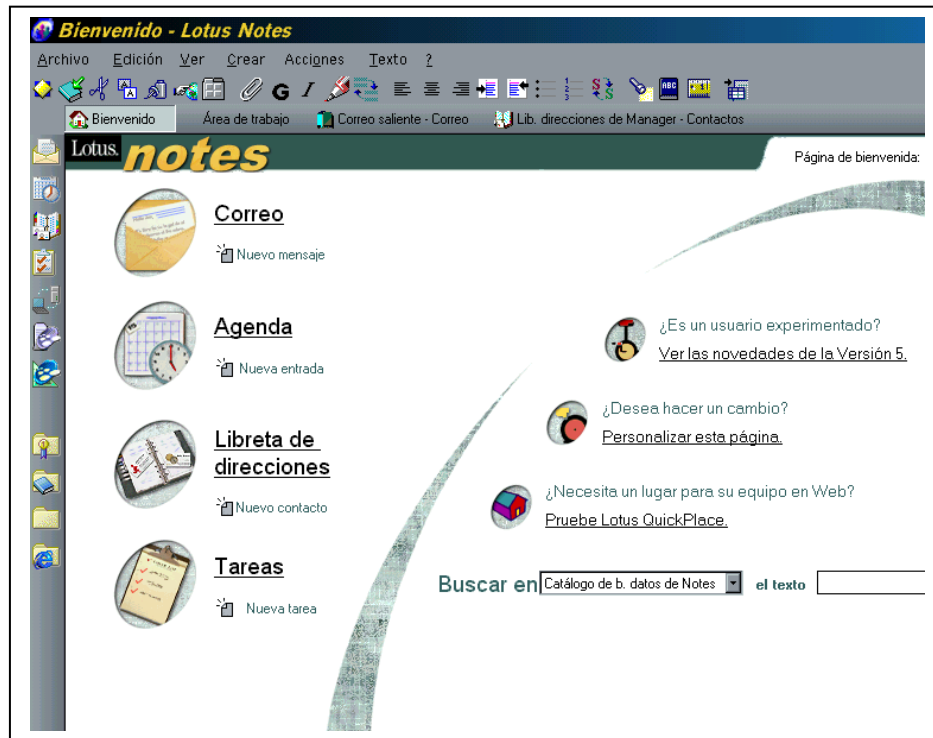 Bienvenido - Lotus Notes
Archivo Edición Ver Crear Acciones Texto ?
G I
ABC
Bienvenido Área de trabajo Correo saliente - Correo Lib. direcciones de Manager - Contactos
Lotus. notes
Página de bienvenida:
Correo
Nuevo mensaje
Agenda
Nueva entrada
Libreta de
direcciones
Nuevo contacto
Tareas
Nueva tarea
¿Es un usuario experimentado?
Ver las novedades de la Versión 5.
¿Desea hacer un cambio?
Personalizar esta página.
¿Necesita un lugar para su equipo en Web?
Pruebe Lotus QuickPlace.
Buscar en Catálogo de b. datos de Notes el texto